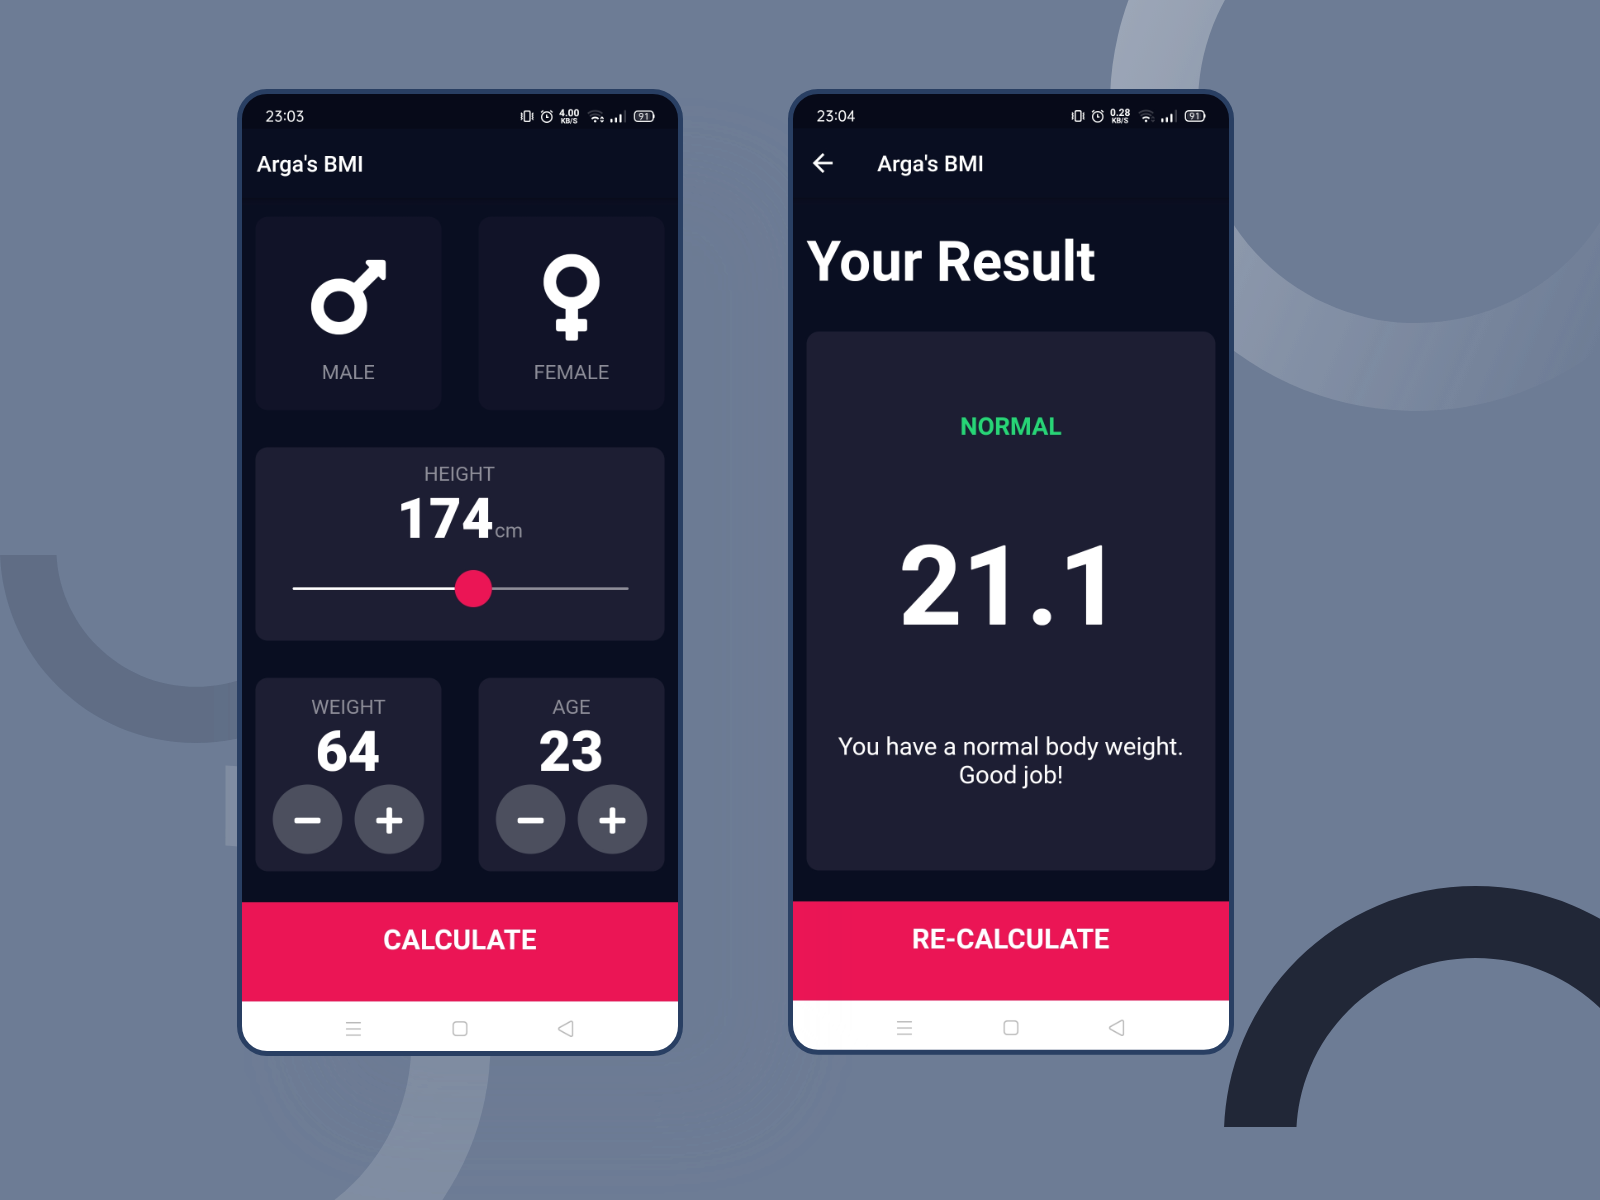 23:03
4.00
KB/S
91
Arga's BMI
MALE
FEMALE
HEIGHT
174cm
WEIGHT
64
AGE
23
CALCULATE
23:04
0.28
KB/S
91
Arga's BMI
Your Result
NORMAL
21.1
You have a normal body weight.
Good job!
RE-CALCULATE